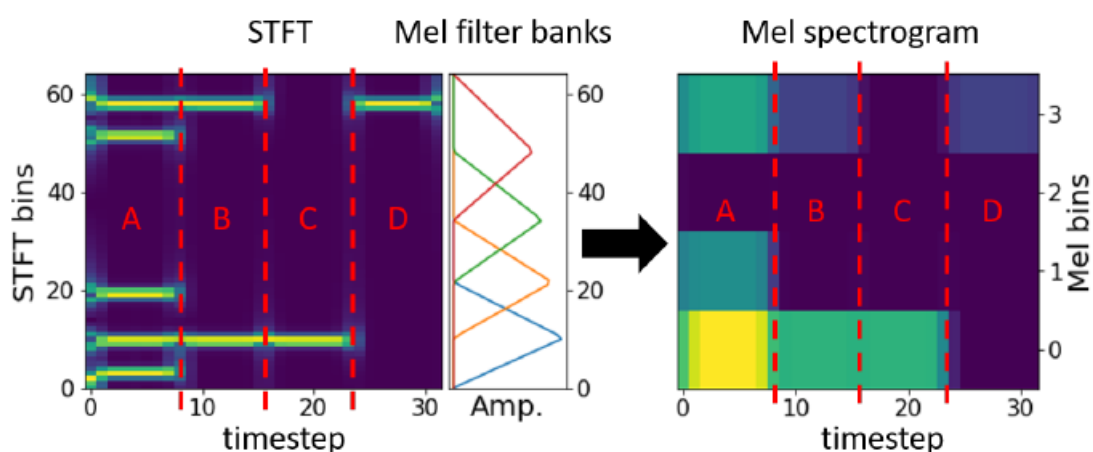 STFT
Mel filter banks
Mel spectrogram
60
40
20
0
STFT bins
A
B
C
D
0
10
20
30
timestep
60
40
20
0
Amp.
A
B
C
D
3
2
1
0
Mel bins
0
10
20
30
timestep